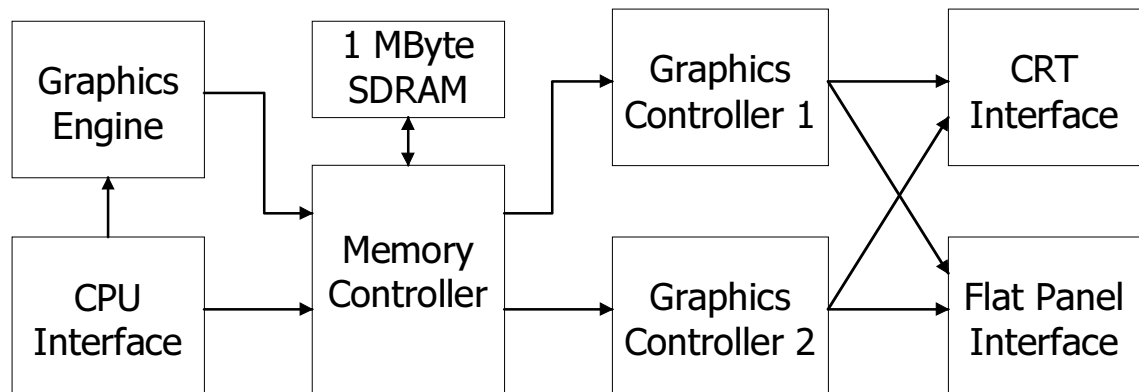 Graphics
Engine
1 MByte
SDRAM
Graphics
Controller 1
CRT
Interface
CPU
Interface
Memory
Controller
Graphics
Controller 2
Flat Panel
Interface